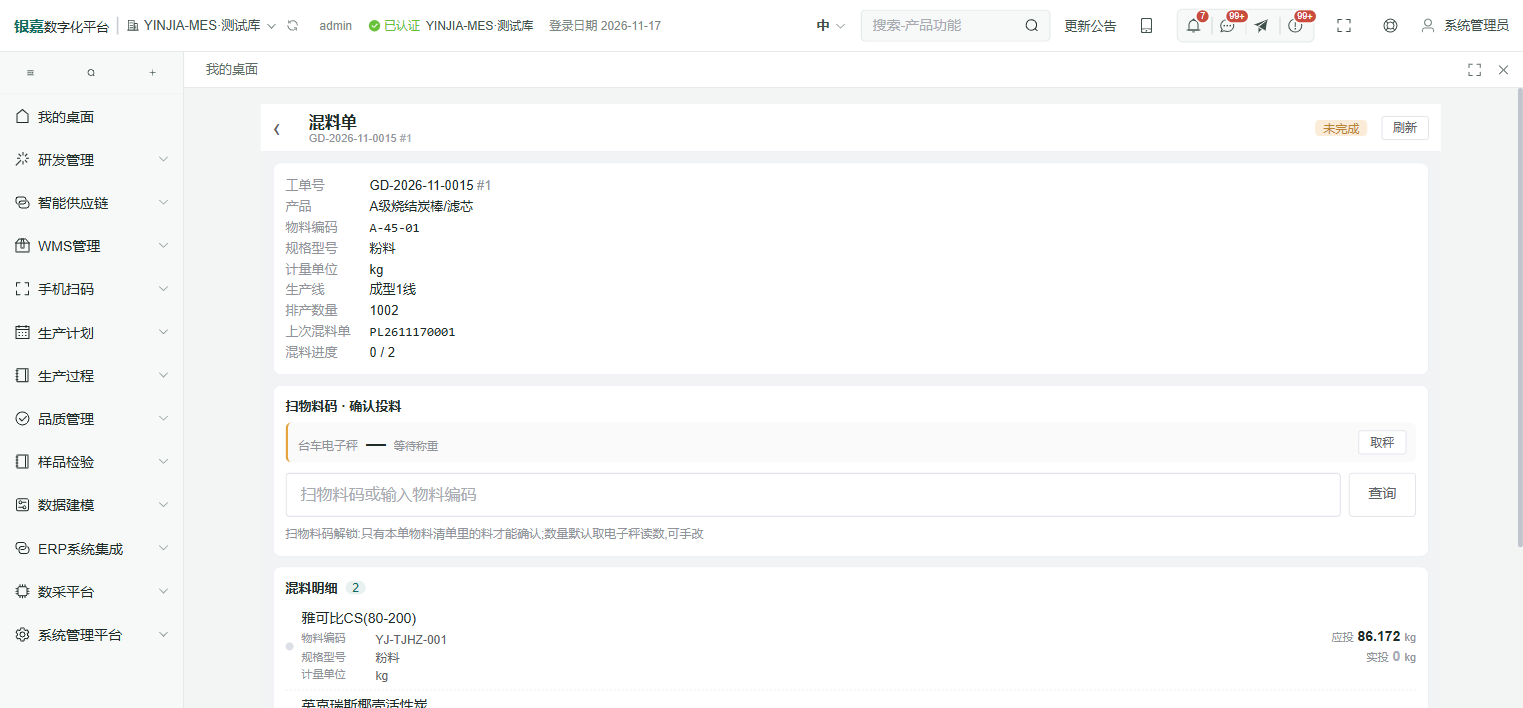 银嘉数字化平台 YINJIA-MES·测试库 admin 已认证 YINJIA-MES·测试库 登录日期 2026-11-17 中 搜索-产品功能 更新公告 7 99+ 99+ 系统管理员
我的桌面
我的桌面
研发管理
智能供应链
WMS管理
手机扫码
生产计划
生产过程
品质管理
样品检验
数据建模
ERP系统集成
数采平台
系统管理平台
混料单
GD-2026-11-0015 #1
未完成 刷新
工单号 GD-2026-11-0015 #1
产品 A级烧结炭棒/滤芯
物料编码 A-45-01
规格型号 粉料
计量单位 kg
生产线 成型1线
排产数量 1002
上次混料单 PL2611170001
混料进度 0 / 2
扫物料码 · 确认投料
台车电子秤 — 等待称重 取秤
扫物料码或输入物料编码 查询
扫物料码解锁:只有本单物料清单里的料才能确认;数量默认取电子秤读数,可手改
混料明细 2
雅可比CS(80-200)
物料编码 YJ-TJHZ-001
规格型号 粉料
计量单位 kg
应投 86.172 kg
实投 0 kg
英克瑞斯椰壳活性炭